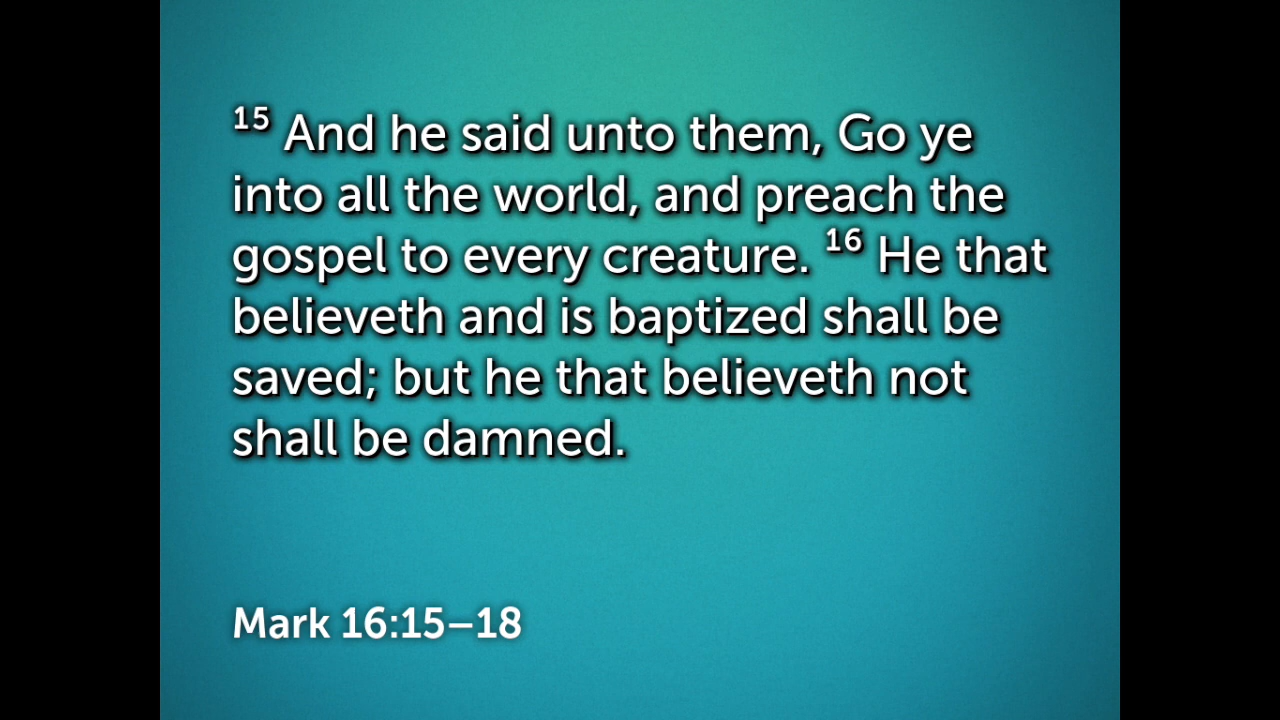 15 And he said unto them, Go ye
into all the world, and preach the
gospel to every creature. 16 He that
believeth and is baptized shall be
saved; but he that believeth not
shall be damned.
Mark 16:15–18